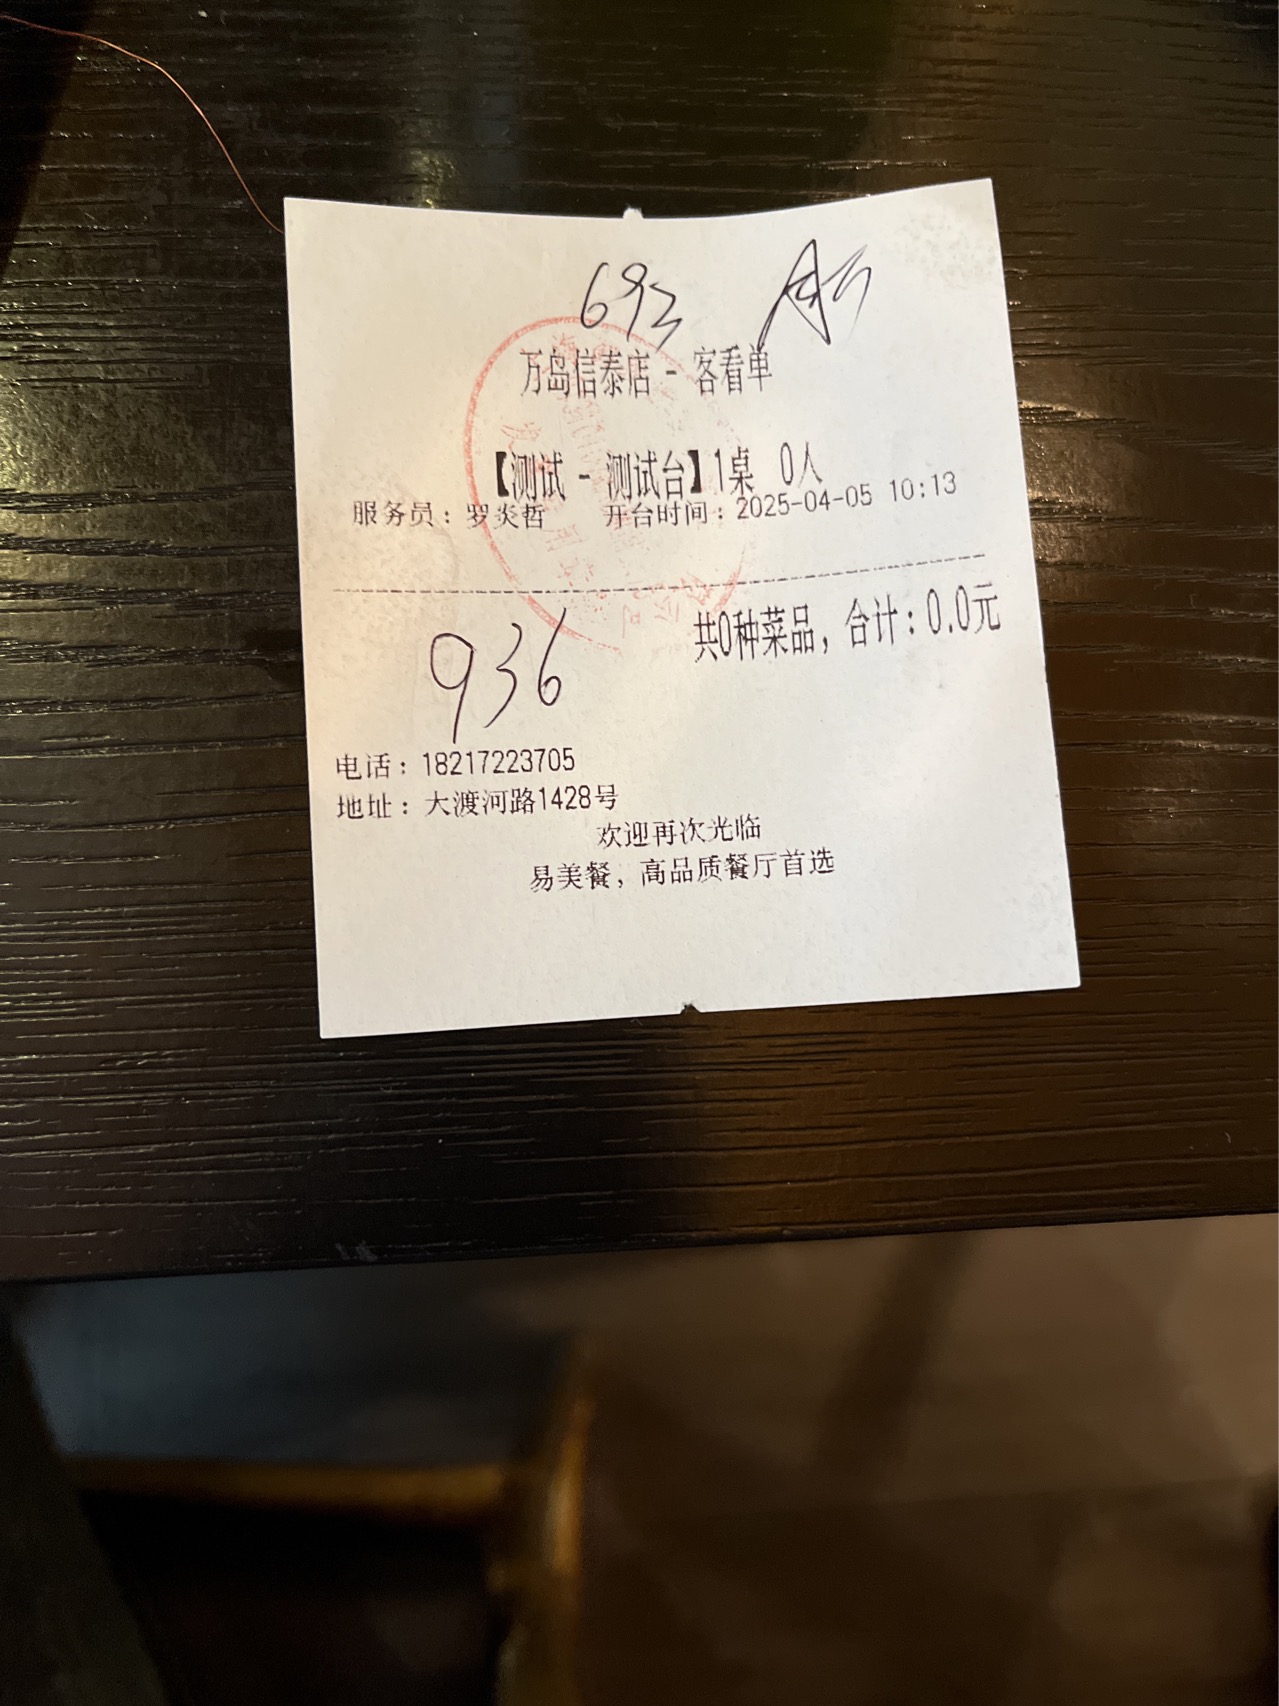 693
万岛信泰店 - 客看单
【测试 - 测试台】1桌 0人
服务员：罗炎哲 开台时间：2025-04-05 10:13
共0种菜品，合计：0.0元
936
电话：18217223705
地址：大渡河路1428号
欢迎再次光临
易美餐，高品质餐厅首选